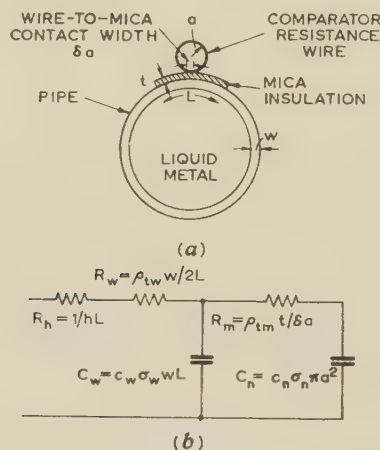 a
WIRE-TO-MICA
CONTACT WIDTH
δa
COMPARATOR
RESISTANCE
WIRE
t
L
MICA
INSULATION
PIPE
w
LIQUID
METAL
(a)
R_w = ρ_tw w/2L
R_h = 1/hL
R_m = ρ_tm t/δa
C_w = c_w σ_w wL
C_n = c_n σ_n πa²
(b)